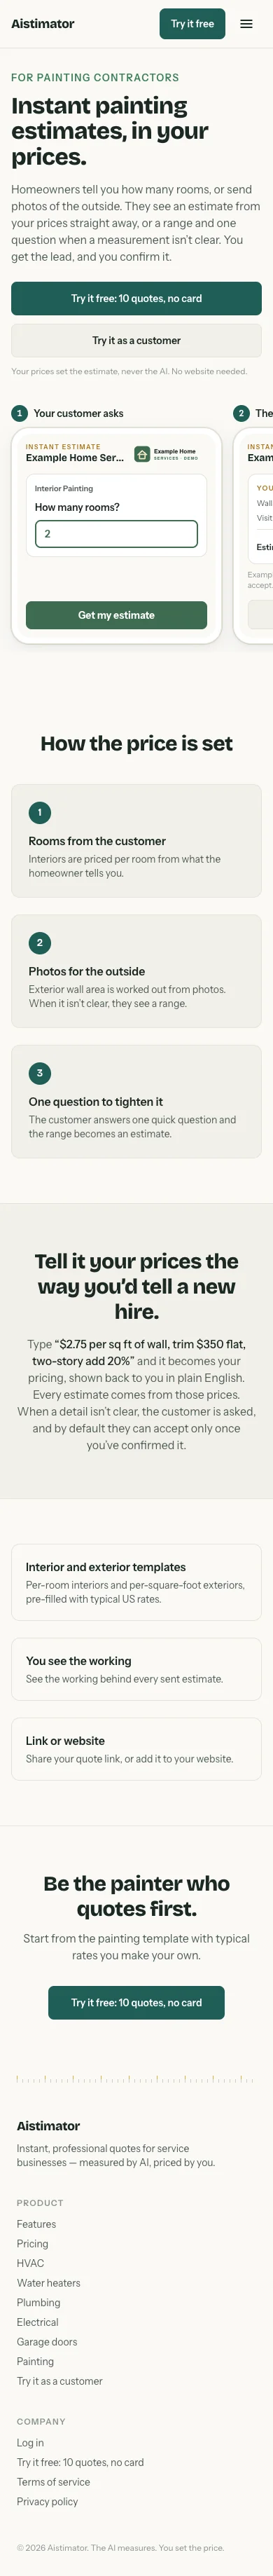 Aistimator
Try it free
FOR PAINTING CONTRACTORS
Instant painting
estimates, in your
prices.
Homeowners tell you how many rooms, or send
photos of the outside. They see an estimate from
your prices straight away, or a range and one
question when a measurement isn't clear. You
get the lead, and you confirm it.
Try it free: 10 quotes, no card
Try it as a customer
Your prices set the estimate, never the AI. No website needed.
1 Your customer asks
INSTANT ESTIMATE
Example Home Ser...
Example Home
SERVICES · DEMO
Interior Painting
How many rooms?
2
Get my estimate
2 The
INSTAN
Exam
YOU
Wall
Visit
Esti
Exampl
accept.
How the price is set
1
Rooms from the customer
Interiors are priced per room from what the
homeowner tells you.
2
Photos for the outside
Exterior wall area is worked out from photos.
When it isn't clear, they see a range.
3
One question to tighten it
The customer answers one quick question and
the range becomes an estimate.
Tell it your prices the
way you'd tell a new
hire.
Type "$2.75 per sq ft of wall, trim $350 flat,
two-story add 20%" and it becomes your
pricing, shown back to you in plain English.
Every estimate comes from those prices.
When a detail isn't clear, the customer is asked,
and by default they can accept only once
you've confirmed it.
Interior and exterior templates
Per-room interiors and per-square-foot exteriors,
pre-filled with typical US rates.
You see the working
See the working behind every sent estimate.
Link or website
Share your quote link, or add it to your website.
Be the painter who
quotes first.
Start from the painting template with typical
rates you make your own.
Try it free: 10 quotes, no card
Aistimator
Instant, professional quotes for service
businesses — measured by AI, priced by you.
PRODUCT
Features
Pricing
HVAC
Water heaters
Plumbing
Electrical
Garage doors
Painting
Try it as a customer
COMPANY
Log in
Try it free: 10 quotes, no card
Terms of service
Privacy policy
© 2026 Aistimator. The AI measures. You set the price.